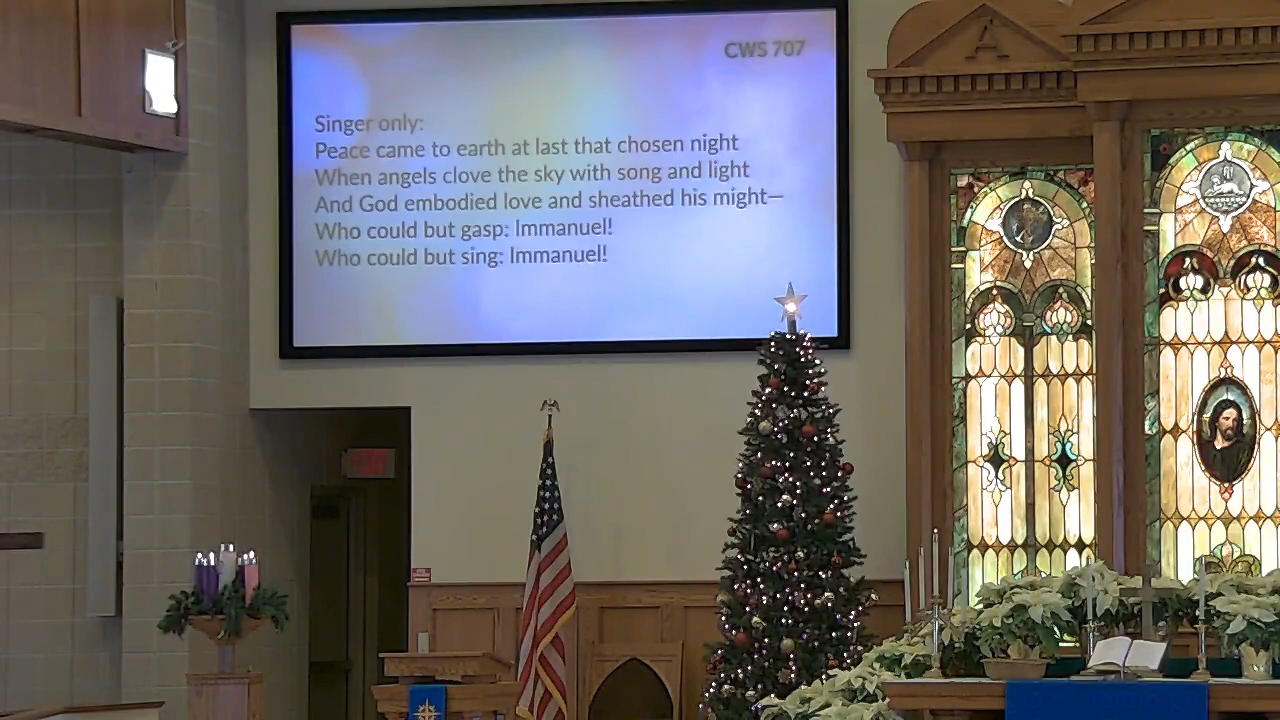 CWS 707
Singer only:
Peace came to earth at last that chosen night
When angels clove the sky with song and light
And God embodied love and sheathed his might—
Who could but gasp: Immanuel!
Who could but sing: Immanuel!